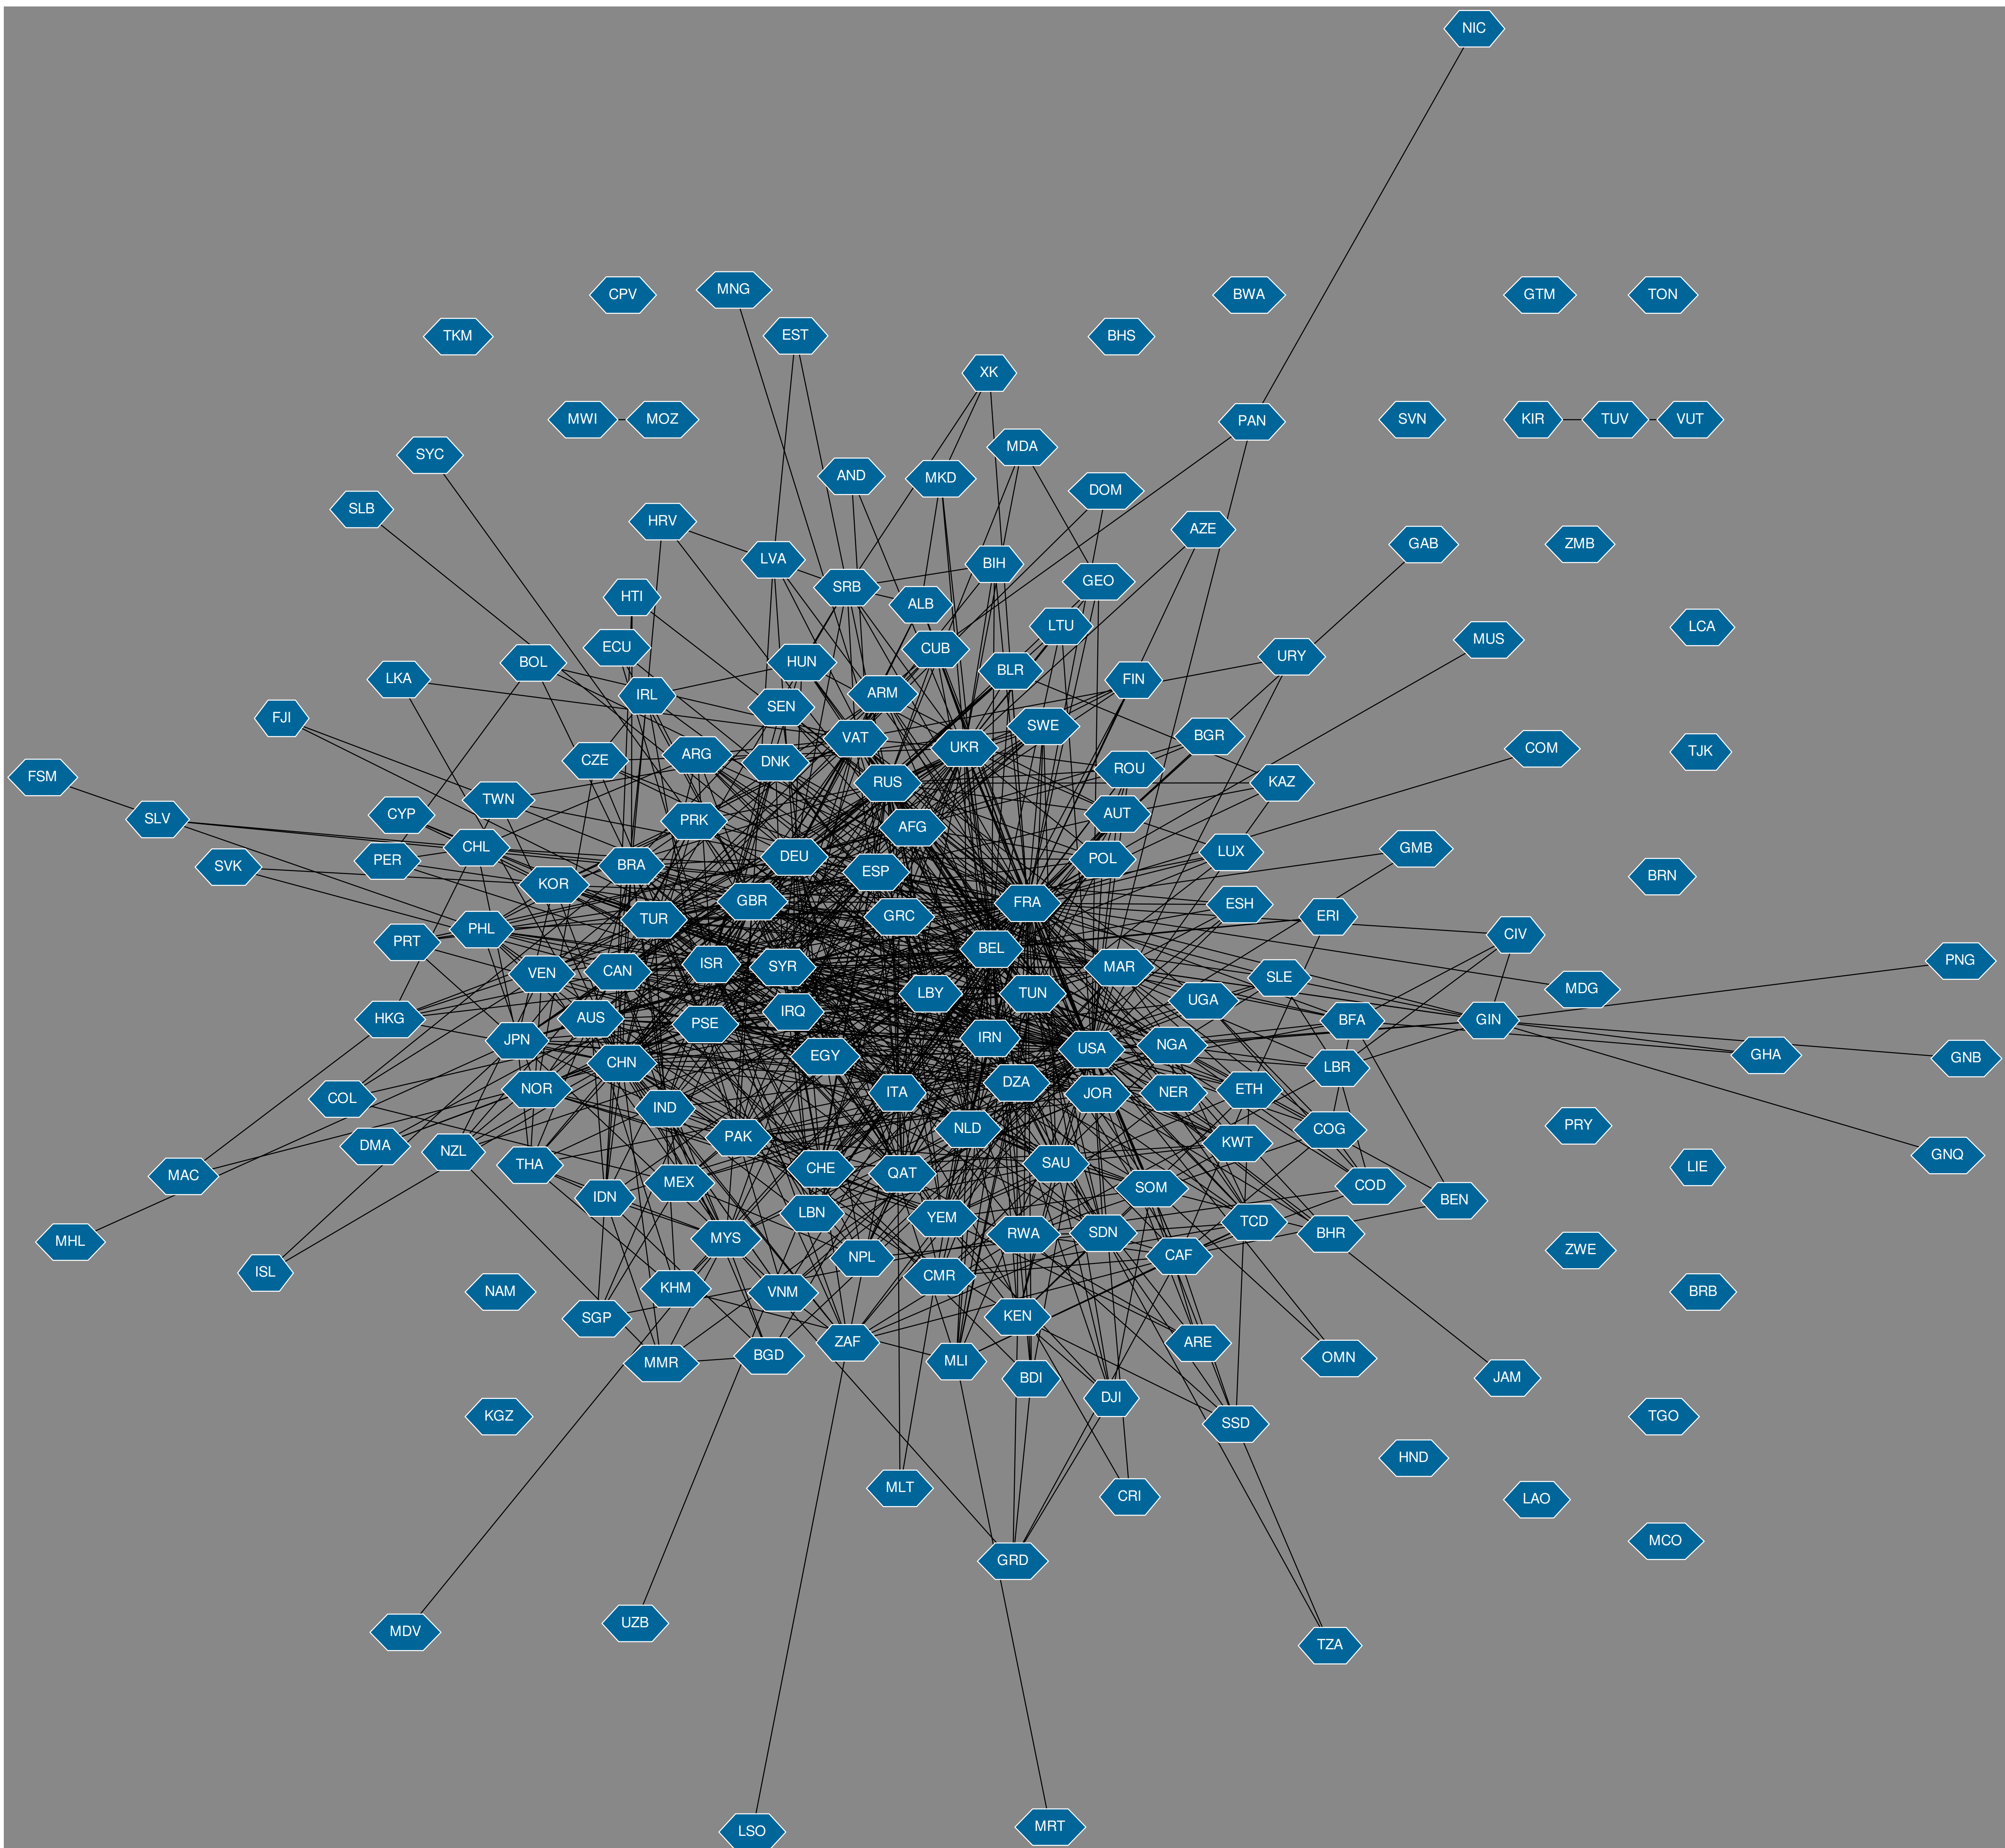 NIC
MNG
CPV
BWA
GTM
TON
TKM
EST
BHS
XK
MWI
MOZ
PAN
SVN
KIR
TUV
VUT
SYC
MDA
AND
MKD
DOM
SLB
HRV
AZE
GAB
ZMB
LVA
BIH
SRB
GEO
HTI
ALB
LTU
LCA
ECU
CUB
MUS
BOL
HUN
BLR
URY
LKA
IRL
ARM
FIN
FJI
SEN
SWE
VAT
UKR
BGR
COM
TJK
CZE
ARG
DNK
ROU
FSM
RUS
KAZ
TWN
SLV
CYP
PRK
AFG
AUT
CHL
PER
DEU
POL
LUX
GMB
SVK
BRA
ESP
KOR
BRN
GBR
FRA
ESH
TUR
GRC
ERI
PHL
PRT
BEL
CIV
VEN
CAN
ISR
SYR
MAR
SLE
PNG
LBY
TUN
UGA
MDG
HKG
AUS
PSE
IRQ
BFA
GIN
JPN
IRN
USA
NGA
CHN
EGY
LBR
GHA
GNB
NOR
ITA
DZA
JOR
NER
ETH
COL
IND
NLD
COG
PRY
DMA
NZL
PAK
KWT
GNQ
THA
CHE
QAT
SAU
LIE
MAC
IDN
MEX
SOM
COD
BEN
LBN
YEM
TCD
MHL
MYS
RWA
SDN
BHR
NPL
CAF
ZWE
ISL
CMR
NAM
KHM
VNM
BRB
SGP
KEN
ZAF
ARE
MMR
BGD
MLI
OMN
BDI
DJI
JAM
KGZ
SSD
TGO
HND
MLT
CRI
LAO
GRD
MCO
MDV
UZB
TZA
LSO
MRT